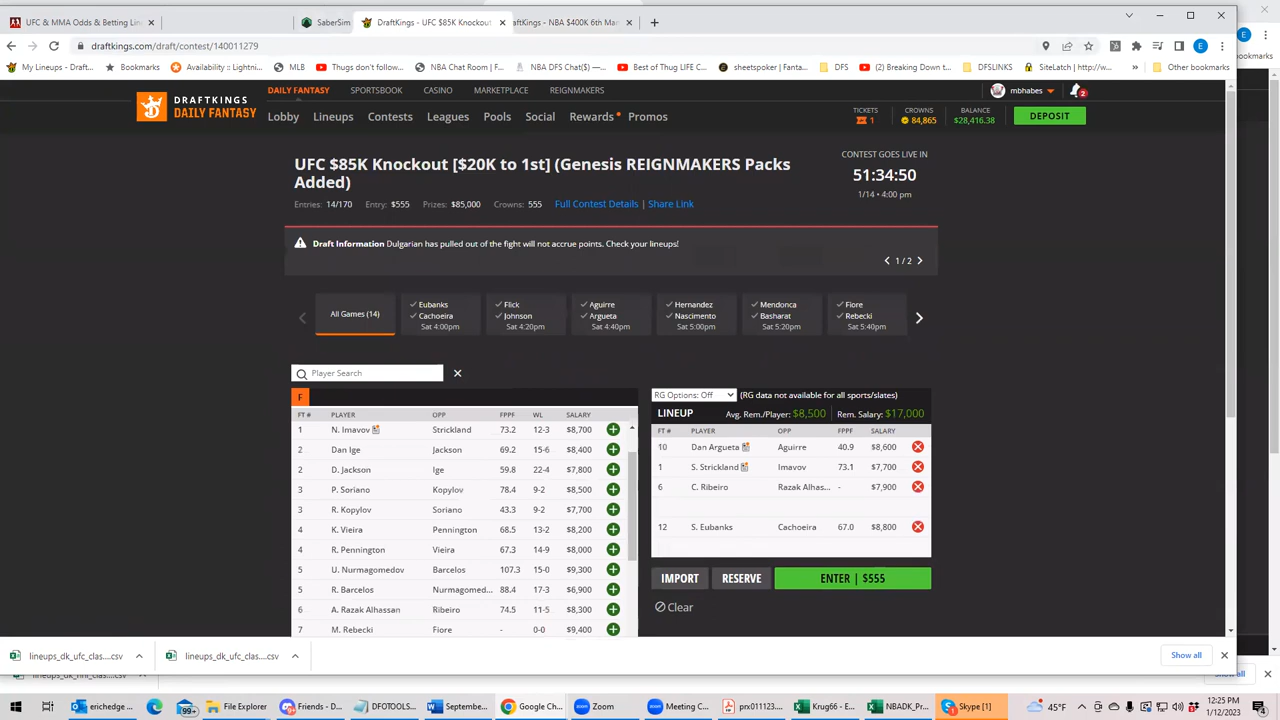 UFC & MMA Odds & Betting Lin
SaberSim
DraftKings - UFC $85K Knockout
aftKings - NBA $400K 6th Mar
draftkings.com/draft/contest/140011279
My Lineups - Draft...
Bookmarks
Availability :: Lightni...
MLB
Thugs don't follow...
NBA Chat Room | F...
NBA CHATS($) —...
Best of Thug LIFE C...
sheetspoker | Fanta...
DFS
(2) Breaking Down t...
DFSLINKS
SiteLatch | http://w...
Other bookmarks
ookmarks
DRAFTKINGS
DAILY FANTASY
DAILY FANTASY SPORTSBOOK CASINO MARKETPLACE REIGNMAKERS
mbhabes
2
Lobby Lineups Contests Leagues Pools Social Rewards Promos
TICKETS CROWNS BALANCE
1 84,865 $28,416.38
DEPOSIT
UFC $85K Knockout [$20K to 1st] (Genesis REIGNMAKERS Packs
Added)
CONTEST GOES LIVE IN
51:34:50
1/14 • 4:00 pm
Entries: 14/170 Entry: $555 Prizes: $85,000 Crowns: 555 Full Contest Details | Share Link
Draft Information Dulgarian has pulled out of the fight will not accrue points. Check your lineups!
1 / 2
All Games (14)
Eubanks
Cachoeira
Sat 4:00pm
Flick
Johnson
Sat 4:20pm
Aguirre
Argueta
Sat 4:40pm
Hernandez
Nascimento
Sat 5:00pm
Mendonca
Basharat
Sat 5:20pm
Fiore
Rebecki
Sat 5:40pm
Player Search
F
FT # PLAYER OPP FPPF WL SALARY
1 N. Imavov Strickland 73.2 12-3 $8,700
2 Dan Ige Jackson 69.2 15-6 $8,400
2 D. Jackson Ige 59.8 22-4 $7,800
3 P. Soriano Kopylov 78.4 9-2 $8,500
3 R. Kopylov Soriano 43.3 9-2 $7,700
4 K. Vieira Pennington 68.5 13-2 $8,200
4 R. Pennington Vieira 67.3 14-9 $8,000
5 U. Nurmagomedov Barcelos 107.3 15-0 $9,300
5 R. Barcelos Nurmagomed... 88.4 17-3 $6,900
6 A. Razak Alhassan Ribeiro 74.5 11-5 $8,300
7 M. Rebecki Fiore - 0-0 $9,400
RG Options: Off (RG data not available for all sports/slates)
LINEUP Avg. Rem./Player: $8,500 Rem. Salary: $17,000
FT # PLAYER OPP FPPF SALARY
10 Dan Argueta Aguirre 40.9 $8,600
1 S. Strickland Imavov 73.1 $7,700
6 C. Ribeiro Razak Alhas... - $7,900
12 S. Eubanks Cachoeira 67.0 $8,800
IMPORT RESERVE ENTER | $555
Clear
lineups_dk_ufc_clas....csv
lineups_dk_ufc_clas....csv
Show all
99+
erichedge
File Explorer
Friends - D...
DFOTOOLS...
Septembe...
Google Ch...
Zoom
Meeting C...
prx011123...
Krug66 - E...
NBADK_Pr...
Skype [1]
45°F
12:25 PM
1/12/2023
4